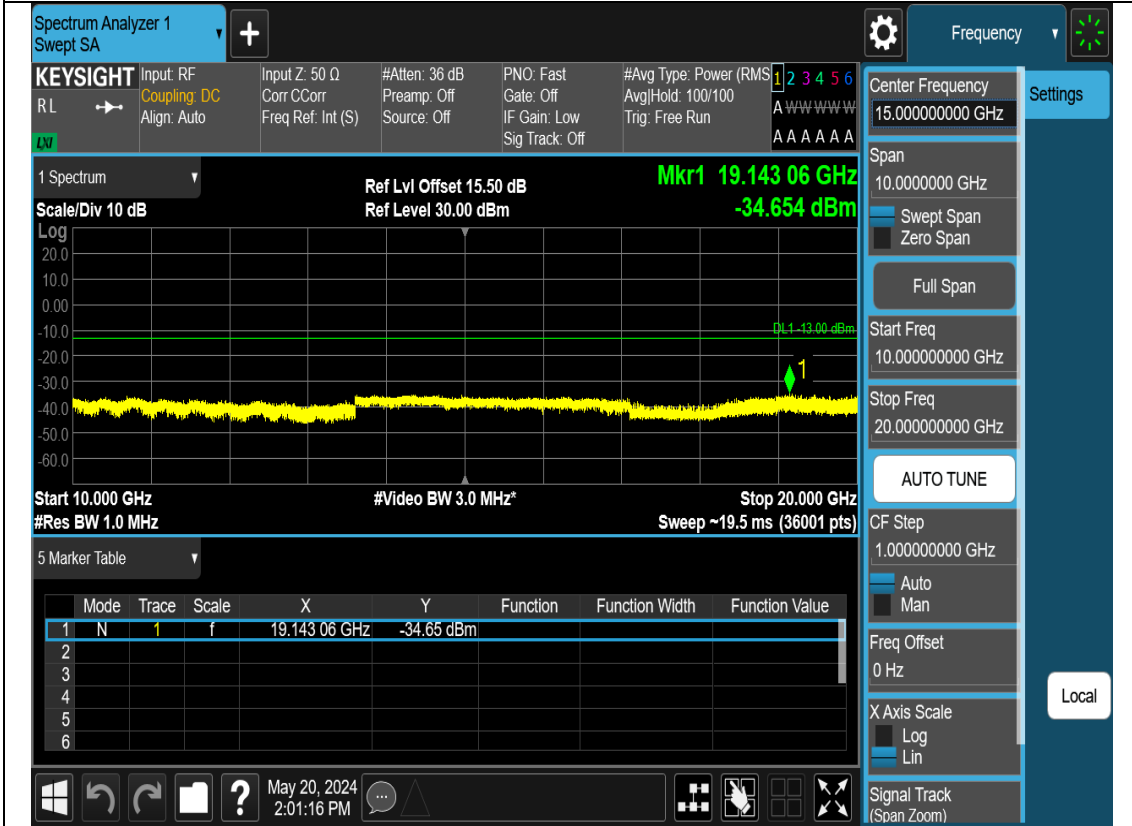 Spectrum Analyzer 1
Swept SA
+
Frequency
KEYSIGHT
RL
LXI
Input: RF
Coupling: DC
Align: Auto
Input Z: 50 Ω
Corr CCorr
Freq Ref: Int (S)
#Atten: 36 dB
Preamp: Off
Source: Off
PNO: Fast
Gate: Off
IF Gain: Low
Sig Track: Off
#Avg Type: Power (RMS
Avg|Hold: 100/100
Trig: Free Run
1 2 3 4 5 6
A W W W W W
A A A A A A
1 Spectrum
Scale/Div 10 dB
Ref Lvl Offset 15.50 dB
Ref Level 30.00 dBm
Mkr1 19.143 06 GHz
-34.654 dBm
Log
20.0
10.0
0.00
-10.0
-20.0
-30.0
-40.0
-50.0
-60.0
DL1 -13.00 dBm
1
Start 10.000 GHz
#Video BW 3.0 MHz*
Stop 20.000 GHz
#Res BW 1.0 MHz
Sweep ~19.5 ms (36001 pts)
5 Marker Table
Mode Trace Scale X Y Function Function Width Function Value
1 N 1 f 19.143 06 GHz -34.65 dBm
2
3
4
5
6
?
May 20, 2024
2:01:16 PM
Center Frequency
15.000000000 GHz
Settings
Span
10.0000000 GHz
Swept Span
Zero Span
Full Span
Start Freq
10.000000000 GHz
Stop Freq
20.000000000 GHz
AUTO TUNE
CF Step
1.000000000 GHz
Auto
Man
Freq Offset
0 Hz
Local
X Axis Scale
Log
Lin
Signal Track
(Span Zoom)